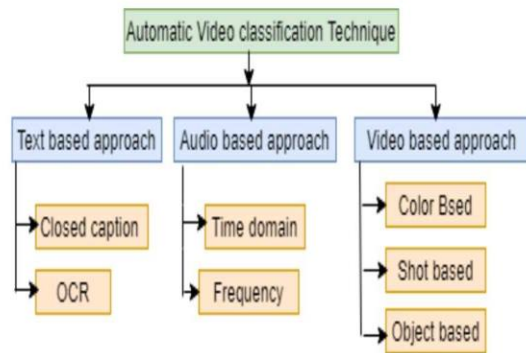 Automatic Video classification Technique
Text based approach
Audio based approach
Video based approach
Closed caption
OCR
Time domain
Frequency
Color Bsed
Shot based
Object based